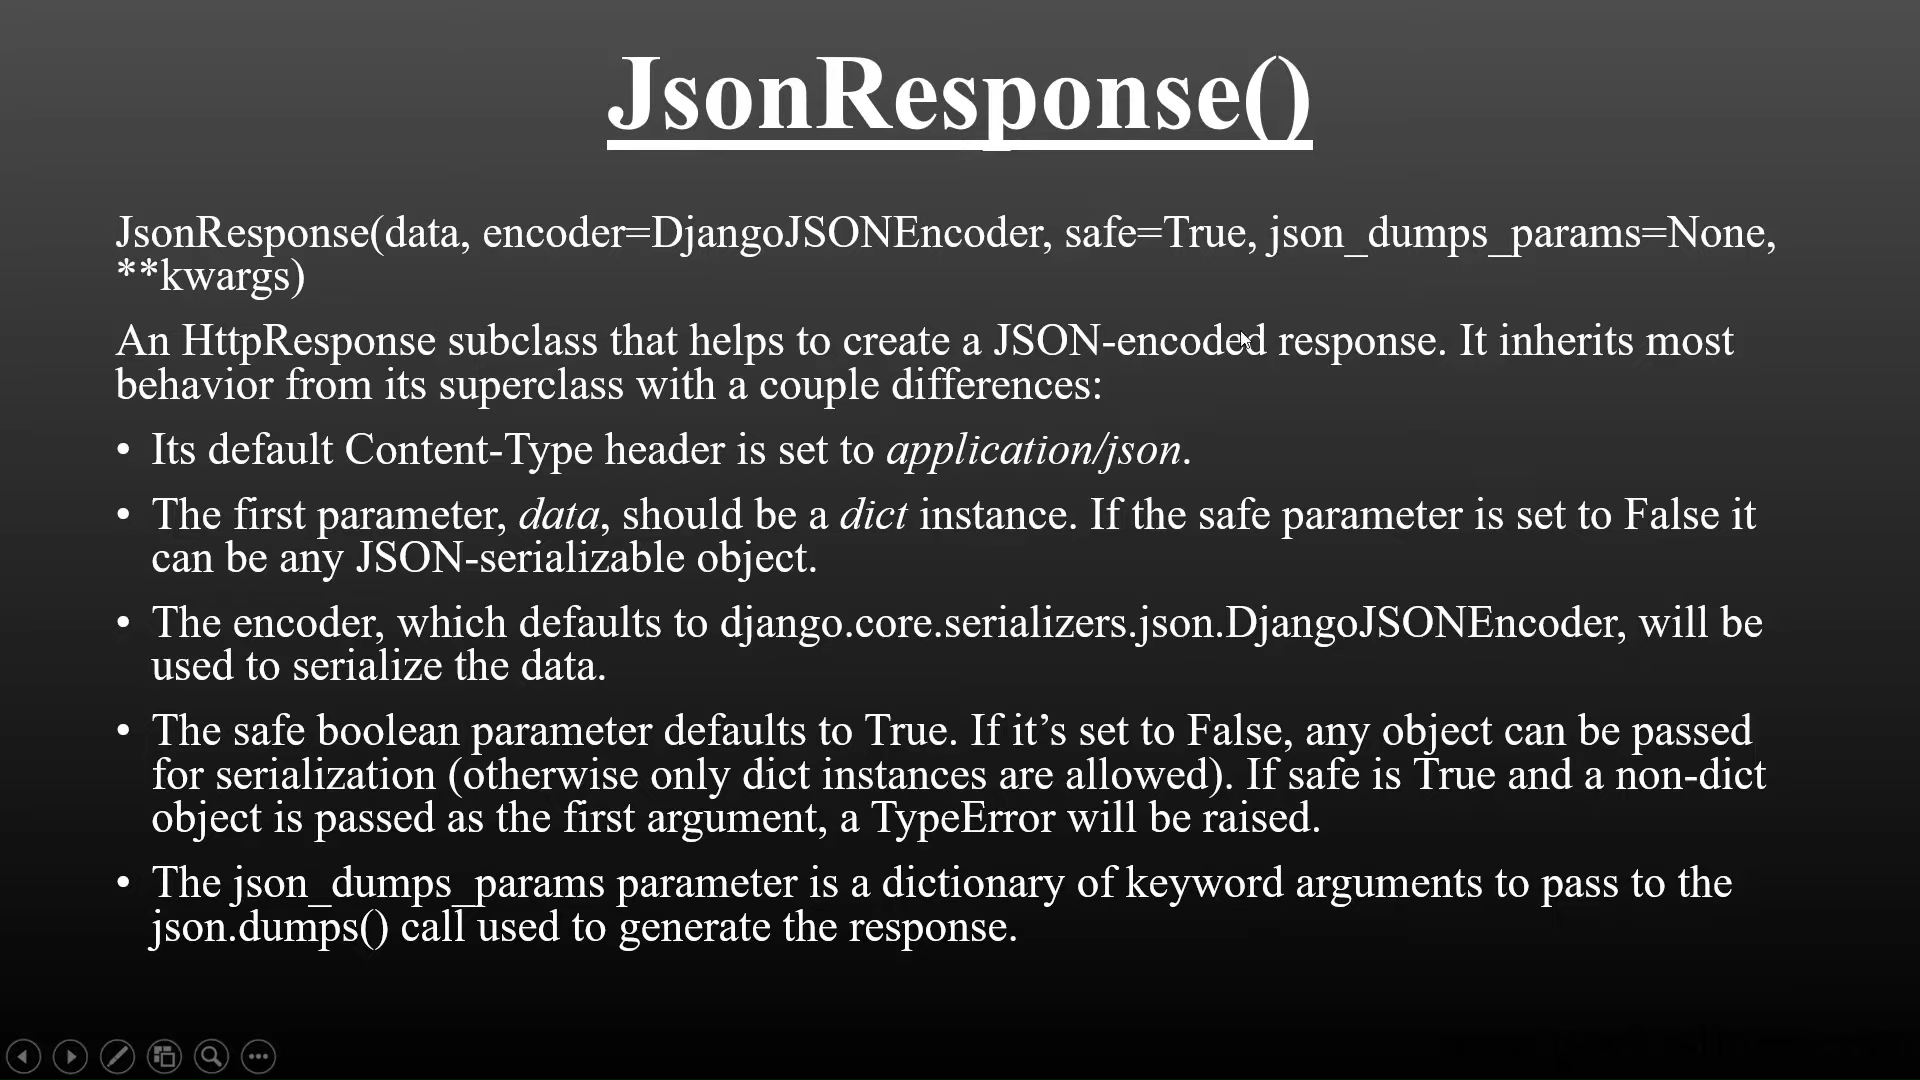 JsonResponse()
JsonResponse(data, encoder=DjangoJSONEncoder, safe=True, json_dumps_params=None,
**kwargs)
An HttpResponse subclass that helps to create a JSON-encoded response. It inherits most
behavior from its superclass with a couple differences:
• Its default Content-Type header is set to application/json.
• The first parameter, data, should be a dict instance. If the safe parameter is set to False it
can be any JSON-serializable object.
• The encoder, which defaults to django.core.serializers.json.DjangoJSONEncoder, will be
used to serialize the data.
• The safe boolean parameter defaults to True. If it’s set to False, any object can be passed
for serialization (otherwise only dict instances are allowed). If safe is True and a non-dict
object is passed as the first argument, a TypeError will be raised.
• The json_dumps_params parameter is a dictionary of keyword arguments to pass to the
json.dumps() call used to generate the response.